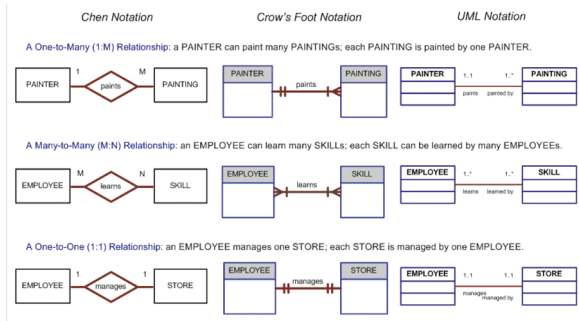 Chen Notation Crow's Foot Notation UML Notation
A One-to-Many (1:M) Relationship: a PAINTER can paint many PAINTINGs; each PAINTING is painted by one PAINTER.
PAINTER 1 paints M PAINTING
PAINTER paints PAINTING
PAINTER 1..1 1..* PAINTING
paints painted by
A Many-to-Many (M:N) Relationship: an EMPLOYEE can learn many SKILLs; each SKILL can be learned by many EMPLOYEEs.
EMPLOYEE M learns N SKILL
EMPLOYEE learns SKILL
EMPLOYEE 1..* 1..* SKILL
learns learned by
A One-to-One (1:1) Relationship: an EMPLOYEE manages one STORE; each STORE is managed by one EMPLOYEE.
EMPLOYEE 1 manages 1 STORE
EMPLOYEE manages STORE
EMPLOYEE 1..1 1..1 STORE
manages
managed by